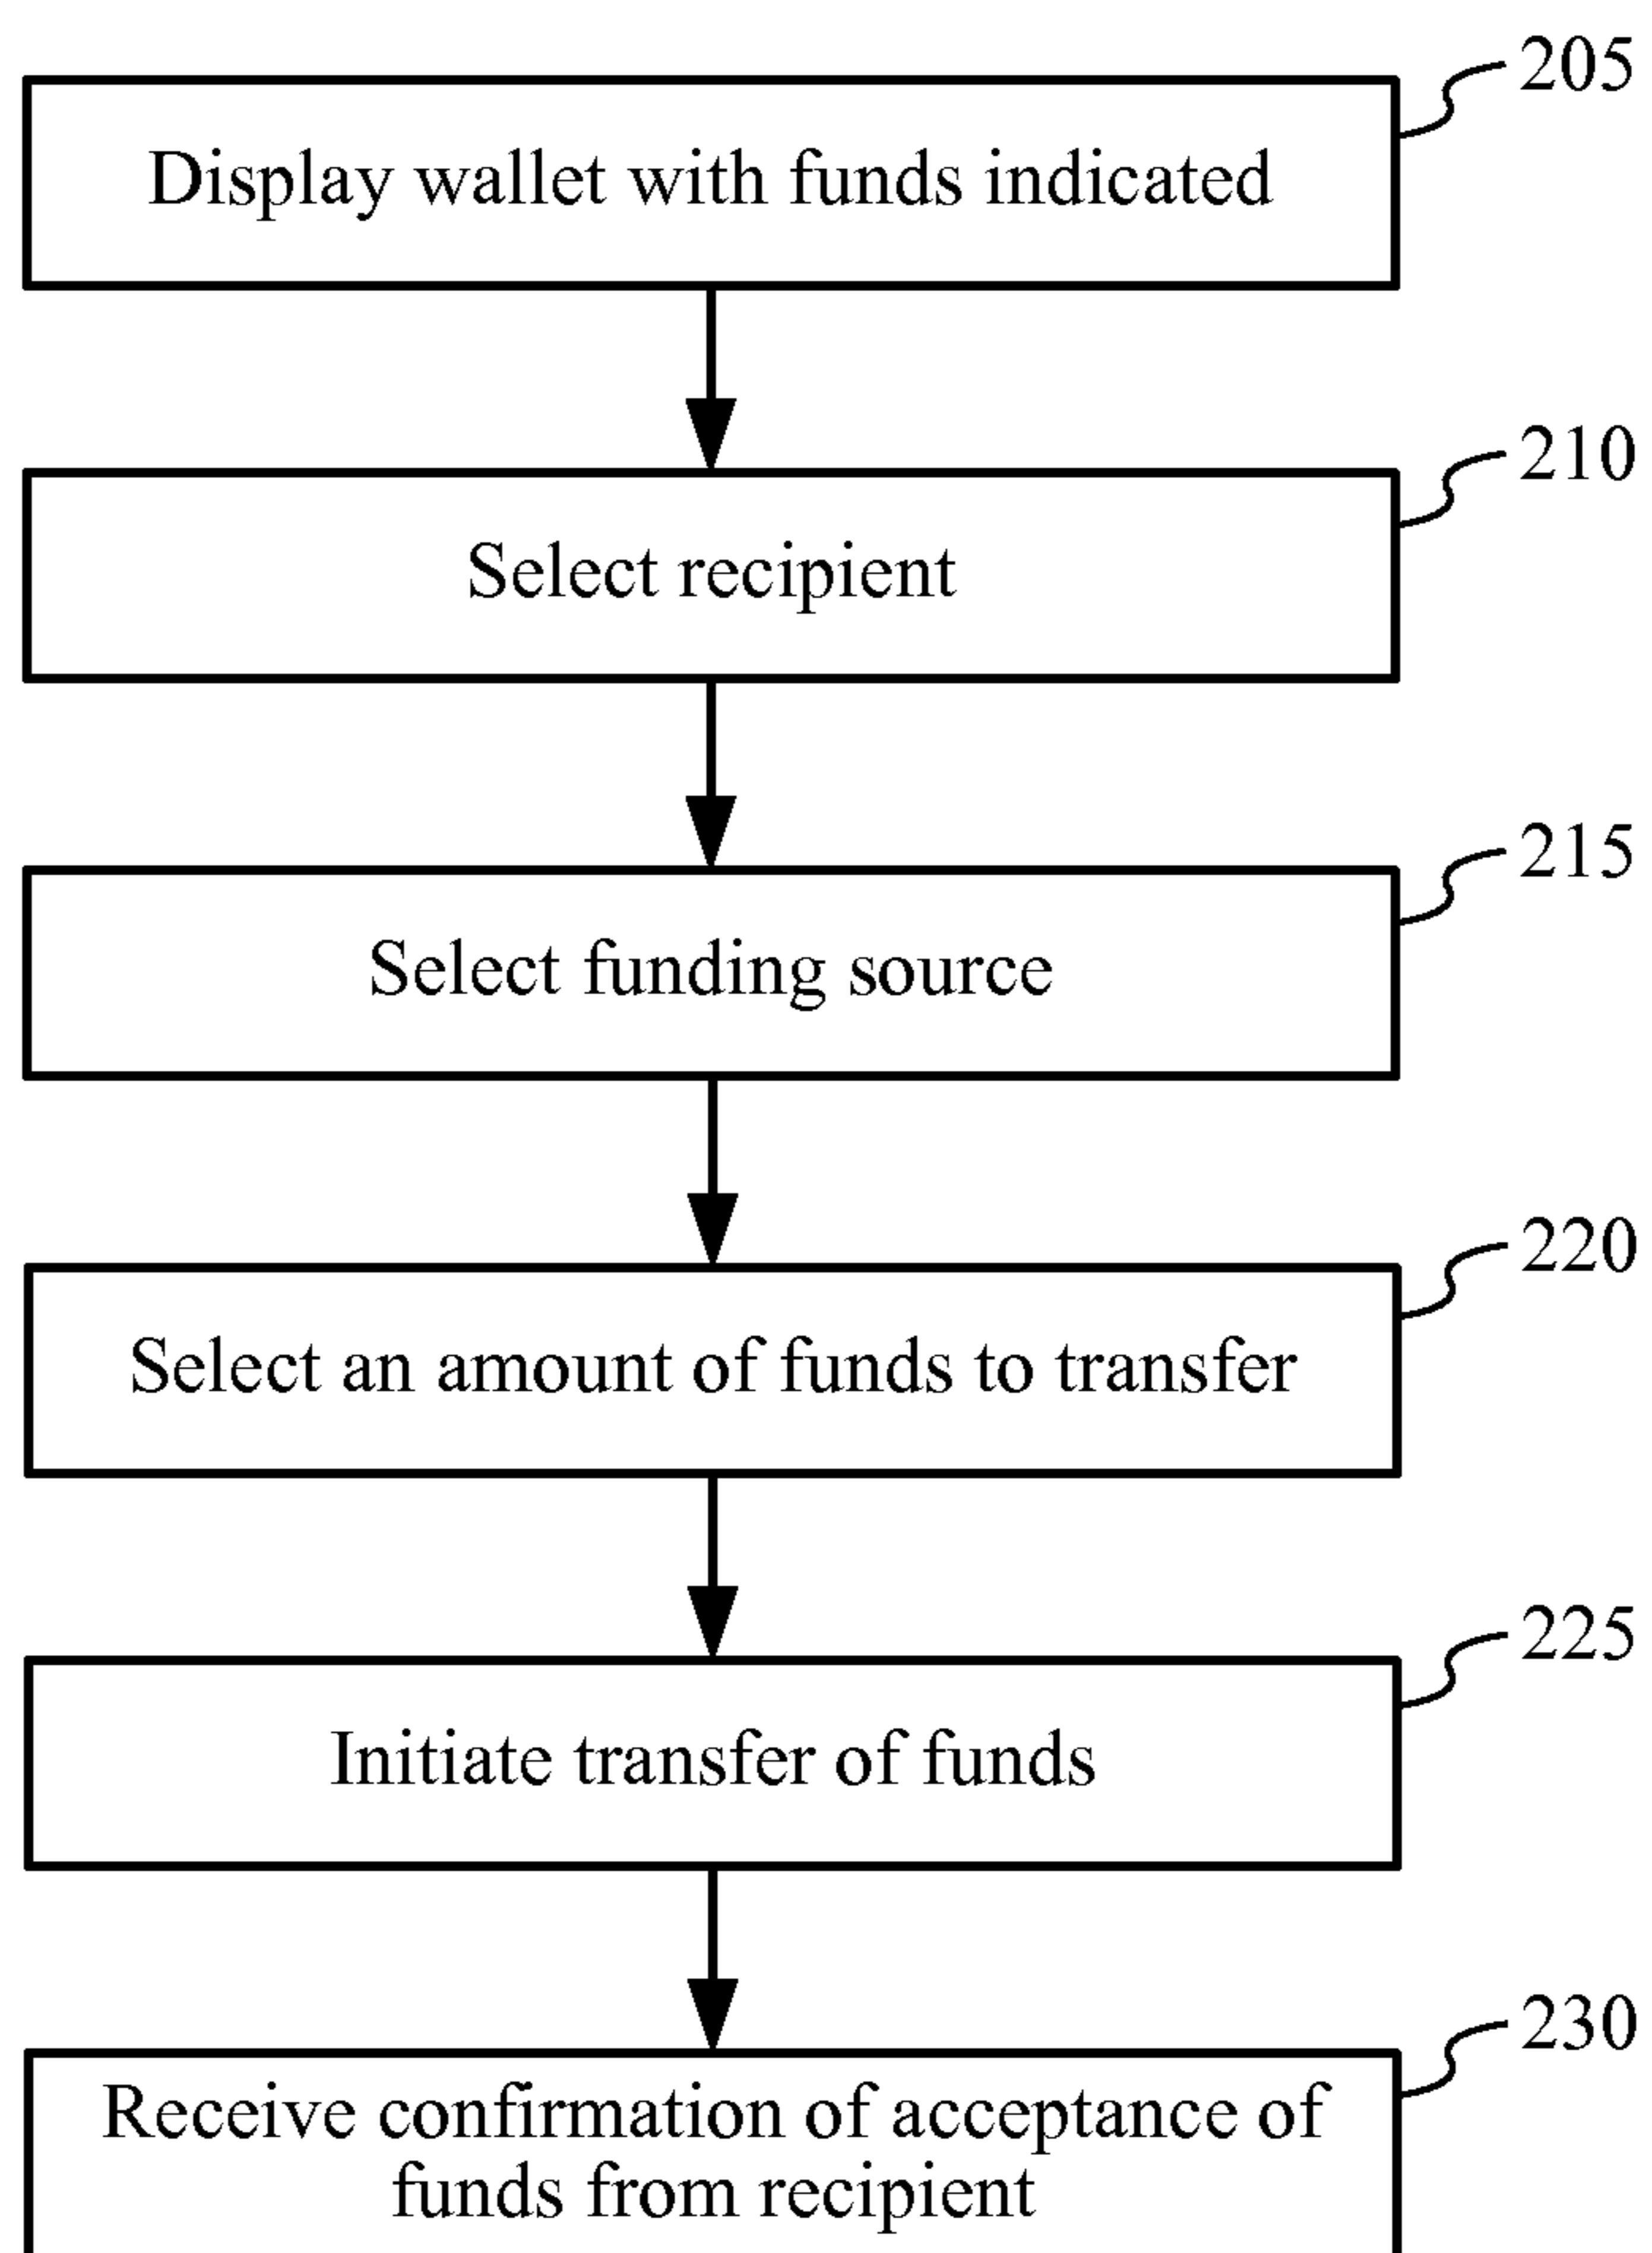 205
Display wallet with funds indicated
210
Select recipient
215
Select funding source
220
Select an amount of funds to transfer
225
Initiate transfer of funds
230
Receive confirmation of acceptance of
funds from recipient